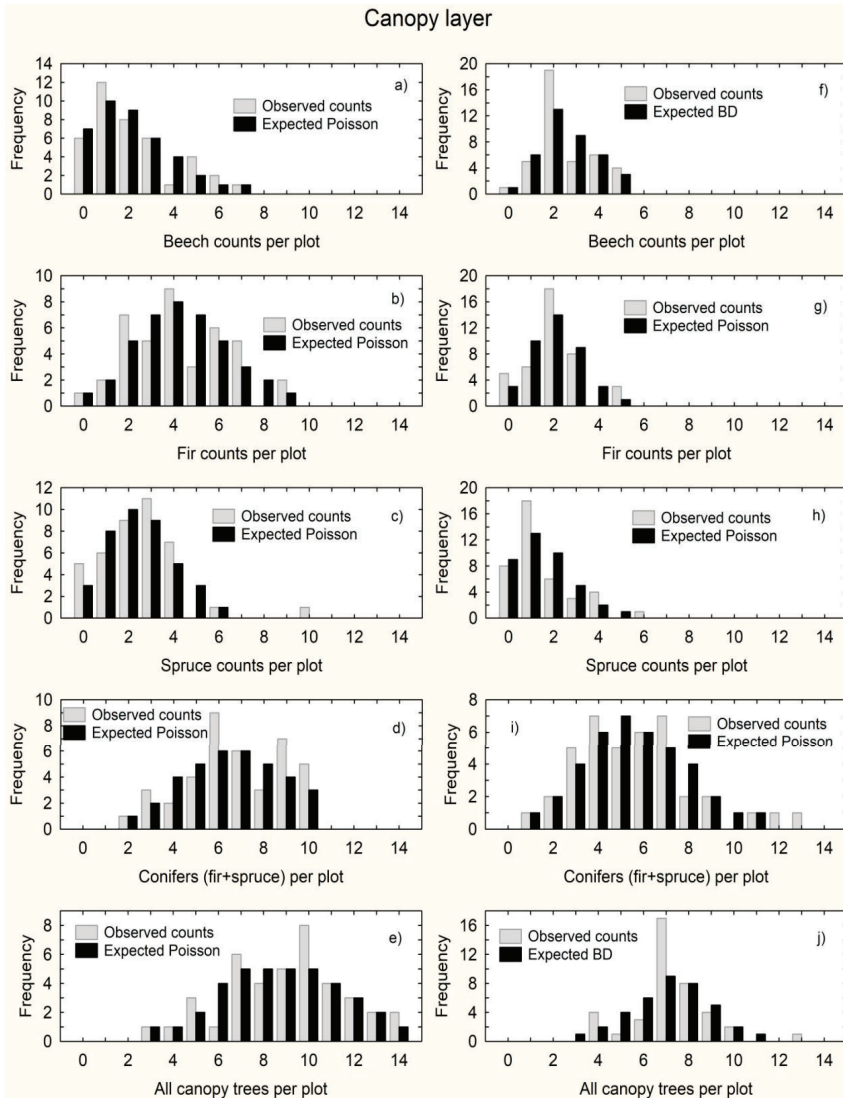 Canopy layer
14
12
10
8
6
4
2
0
Frequency
a)
Observed counts
Expected Poisson
0 2 4 6 8 10 12 14
Beech counts per plot
20
16
12
8
4
0
Frequency
f)
Observed counts
Expected BD
0 2 4 6 8 10 12 14
Beech counts per plot
10
8
6
4
2
0
Frequency
b)
Observed counts
Expected Poisson
0 2 4 6 8 10 12 14
Fir counts per plot
20
16
12
8
4
0
Frequency
g)
Observed counts
Expected Poisson
0 2 4 6 8 10 12 14
Fir counts per plot
12
10
8
6
4
2
0
Frequency
c)
Observed counts
Expected Poisson
0 2 4 6 8 10 12 14
Spruce counts per plot
20
16
12
8
4
0
Frequency
h)
Observed counts
Expected Poisson
0 2 4 6 8 10 12 14
Spruce counts per plot
10
8
6
4
2
0
Frequency
d)
Observed counts
Expected Poisson
0 2 4 6 8 10 12 14
Conifers (fir+spruce) per plot
8
6
4
2
0
Frequency
i)
Observed counts
Expected Poisson
0 2 4 6 8 10 12 14
Conifers (fir+spruce) per plot
8
6
4
2
0
Frequency
e)
Observed counts
Expected Poisson
0 2 4 6 8 10 12 14
All canopy trees per plot
16
12
8
4
0
Frequency
j)
Observed counts
Expected BD
0 2 4 6 8 10 12 14
All canopy trees per plot